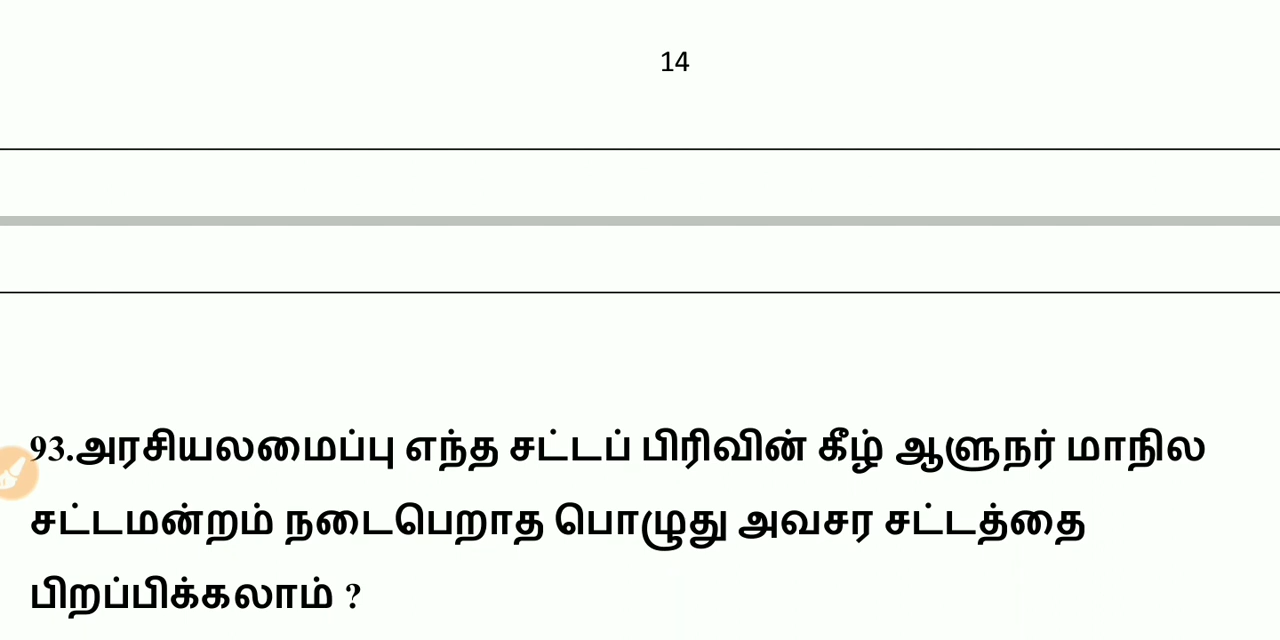 14
93.அரசியலமைப்பு எந்த சட்டப் பிரிவின் கீழ் ஆளுநர் மாநில
சட்டமன்றம் நடைபெறாத பொழுது அவசர சட்டத்தை
பிறப்பிக்கலாம் ?